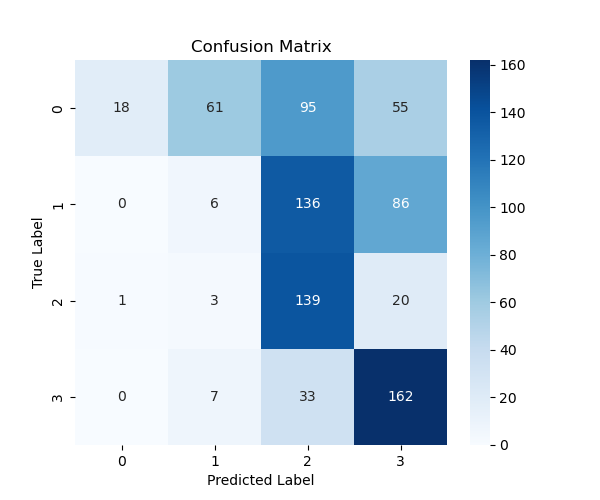 Confusion Matrix
0 18 61 95 55
1 0 6 136 86
2 1 3 139 20
3 0 7 33 162
0 1 2 3
Predicted Label
True Label
160
140
120
100
80
60
40
20
0